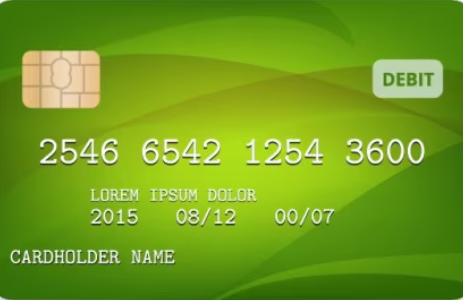 DEBIT
2546 6542 1254 3600
LOREM IPSUM DOLOR
2015 08/12 00/07
CARDHOLDER NAME